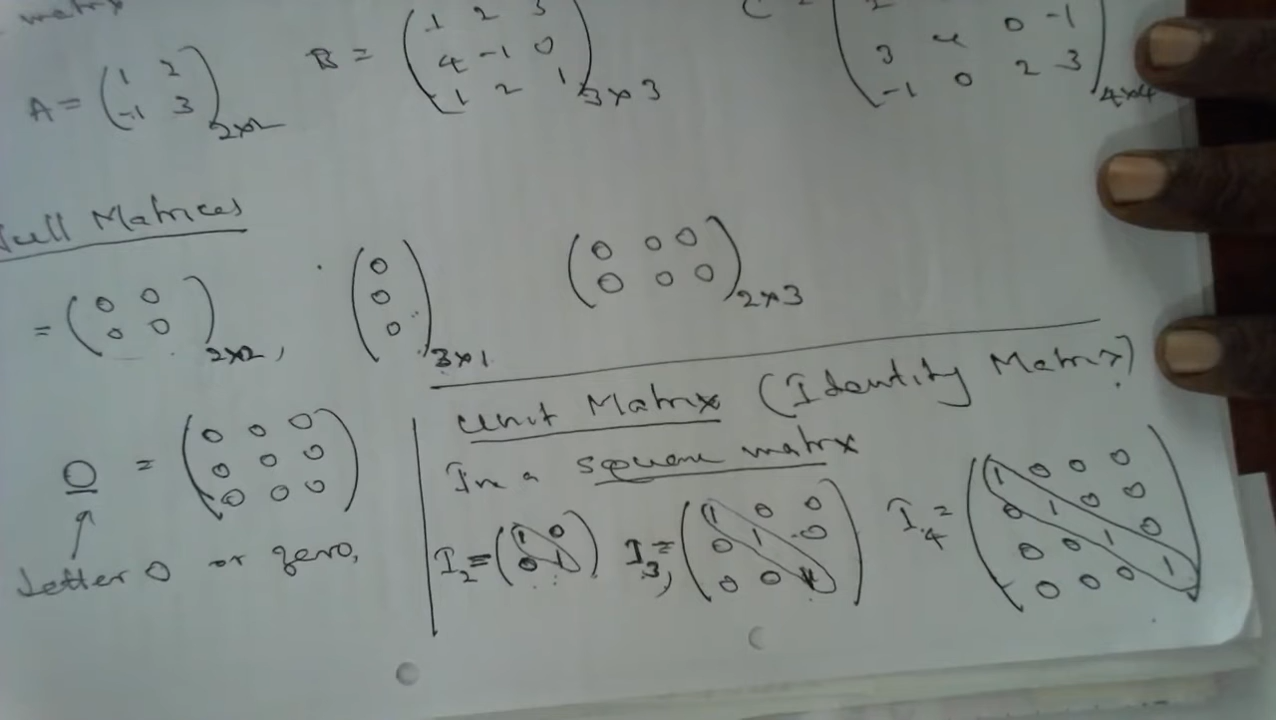 matrix
A = ( 1 2
-1 3 ) 2×2
B = ( 1 2 3
4 -1 0
1 2 1 ) 3×3
3 4 0 -1
-1 0 2 3 ) 4×4
Null Matrices
= ( 0 0
0 0 ) 2×2,
( 0
0
0 ) 3×1
( 0 0 0
0 0 0 ) 2×3
O = ( 0 0 0
0 0 0
0 0 0 )
Letter O or zero,
Unit Matrix (Identity Matrix)
In a square matrix
I2 = ( 1 0
0 1 )
I3, = ( 1 0 0
0 1 0
0 0 1 )
I4 = ( 1 0 0 0
0 1 0 0
0 0 1 0
0 0 0 1 )